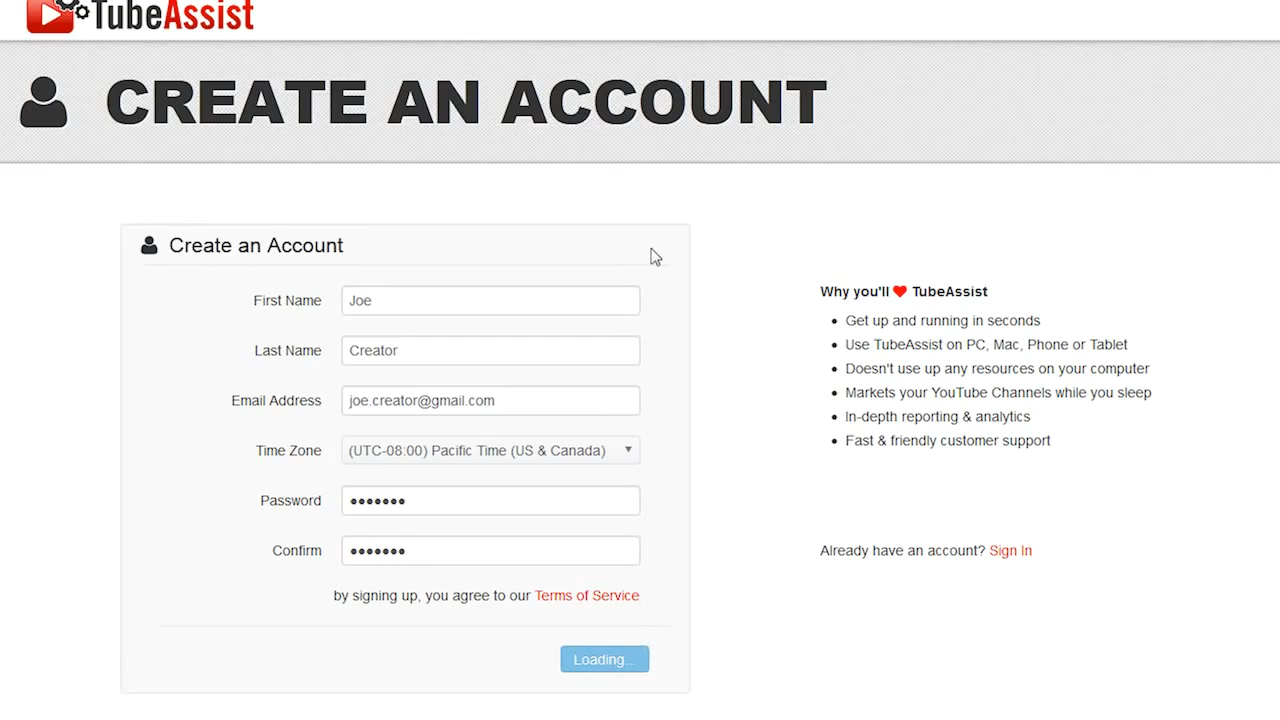 TubeAssist
CREATE AN ACCOUNT
Create an Account
First Name Joe
Last Name Creator
Email Address joe.creator@gmail.com
Time Zone (UTC-08:00) Pacific Time (US & Canada)
Password •••••••
Confirm •••••••
by signing up, you agree to our Terms of Service
Loading...
Why you'll ❤ TubeAssist
• Get up and running in seconds
• Use TubeAssist on PC, Mac, Phone or Tablet
• Doesn't use up any resources on your computer
• Markets your YouTube Channels while you sleep
• In-depth reporting & analytics
• Fast & friendly customer support
Already have an account? Sign In